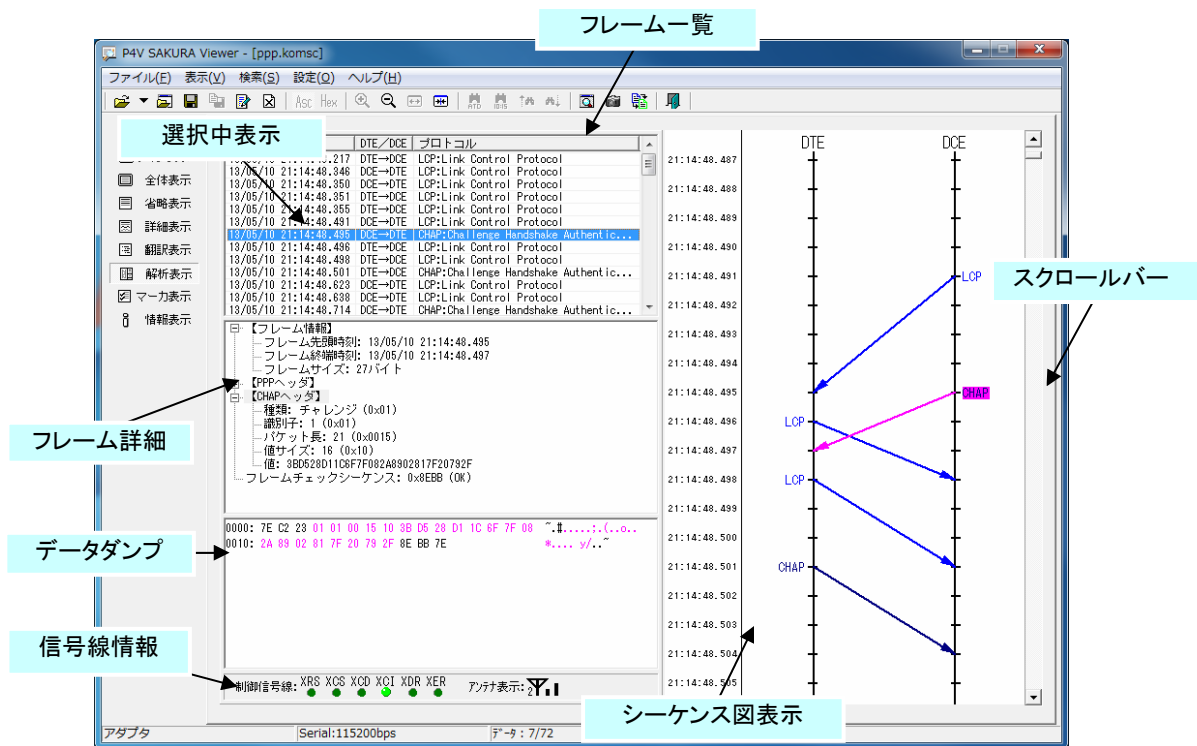 フレーム一覧
P4V SAKURA Viewer - [ppp.komsc]
ファイル(F) 表示(V) 検索(S) 設定(O) ヘルプ(H)
Asc Hex ATD ISIS
選択中表示
DTE/DCE プロトコル
13/05/10 21:14:48.217 DTE→DCE LCP:Link Control Protocol
13/05/10 21:14:48.346 DCE→DTE LCP:Link Control Protocol
13/05/10 21:14:48.350 DCE→DTE LCP:Link Control Protocol
13/05/10 21:14:48.351 DTE→DCE LCP:Link Control Protocol
13/05/10 21:14:48.355 DTE→DCE LCP:Link Control Protocol
13/05/10 21:14:48.491 DCE→DTE LCP:Link Control Protocol
13/05/10 21:14:48.495 DCE→DTE CHAP:Challenge Handshake Authentic...
13/05/10 21:14:48.496 DTE→DCE LCP:Link Control Protocol
13/05/10 21:14:48.498 DTE→DCE LCP:Link Control Protocol
13/05/10 21:14:48.501 DTE→DCE CHAP:Challenge Handshake Authentic...
13/05/10 21:14:48.623 DCE→DTE LCP:Link Control Protocol
13/05/10 21:14:48.638 DCE→DTE LCP:Link Control Protocol
13/05/10 21:14:48.714 DCE→DTE CHAP:Challenge Handshake Authentic...
全体表示
省略表示
詳細表示
翻訳表示
解析表示
マーカ表示
情報表示
【フレーム情報】
フレーム先頭時刻: 13/05/10 21:14:48.495
フレーム終端時刻: 13/05/10 21:14:48.497
フレームサイズ: 27バイト
【PPPヘッダ】
【CHAPヘッダ】
種類: チャレンジ (0x01)
識別子: 1 (0x01)
パケット長: 21 (0x0015)
値サイズ: 16 (0x10)
値: 3BD528D11C6F7F082A8902817F20792F
フレームチェックシーケンス: 0x8EBB (OK)
フレーム詳細
0000: 7E C2 23 01 01 00 15 10 3B D5 28 D1 1C 6F 7F 08 ~.#.....;.(..o..
0010: 2A 89 02 81 7F 20 79 2F 8E BB 7E *.... y/..~
データダンプ
信号線情報
制御信号線: XRS XCS XCD XCI XDR XER アンテナ表示: 2
DTE DCE
21:14:48.487
21:14:48.488
21:14:48.489
21:14:48.490
21:14:48.491 LCP
21:14:48.492
21:14:48.493
21:14:48.494
21:14:48.495 CHAP
21:14:48.496 LCP
21:14:48.497
21:14:48.498 LCP
21:14:48.499
21:14:48.500
21:14:48.501 CHAP
21:14:48.502
21:14:48.503
21:14:48.504
21:14:48.505
スクロールバー
シーケンス図表示
アダプタ Serial:115200bps データ : 7/72